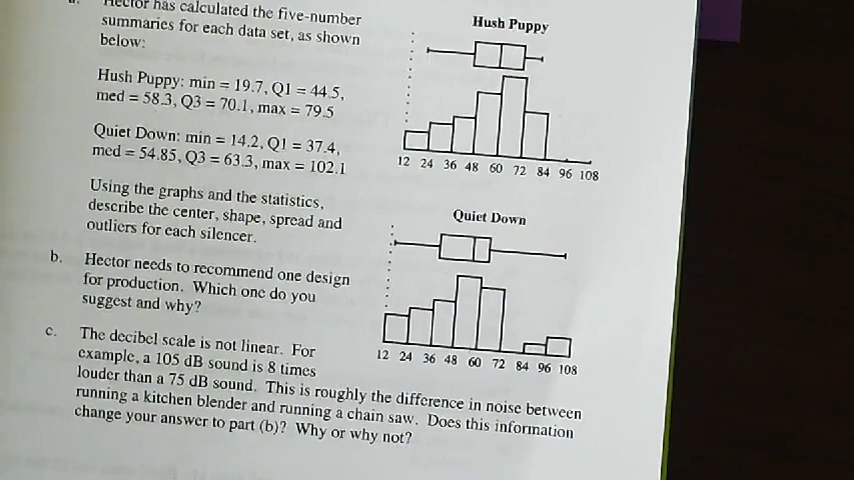 a. Hector has calculated the five-number
summaries for each data set, as shown
below:
Hush Puppy: min = 19.7, Q1 = 44.5,
med = 58.3, Q3 = 70.1, max = 79.5
Quiet Down: min = 14.2, Q1 = 37.4,
med = 54.85, Q3 = 63.3, max = 102.1
Using the graphs and the statistics,
describe the center, shape, spread and
outliers for each silencer.
b. Hector needs to recommend one design
for production. Which one do you
suggest and why?
c. The decibel scale is not linear. For
example, a 105 dB sound is 8 times
louder than a 75 dB sound. This is roughly the difference in noise between
running a kitchen blender and running a chain saw. Does this information
change your answer to part (b)? Why or why not?
Hush Puppy
12 24 36 48 60 72 84 96 108
Quiet Down
12 24 36 48 60 72 84 96 108